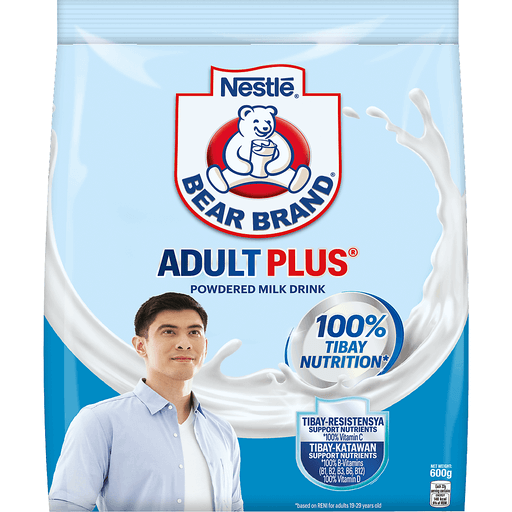 Nestlé®
BEAR BRAND®
ADULT PLUS®
POWDERED MILK DRINK
100%
TIBAY
NUTRITION*
TIBAY-RESISTENSYA
SUPPORT NUTRIENTS
*100% Vitamin C
TIBAY-KATAWAN
SUPPORT NUTRIENTS
*100% B-Vitamins
(B1, B2, B3, B6, B12)
100% Vitamin D
NET WEIGHT:
600g
*based on RENI for adults 19-29 years old